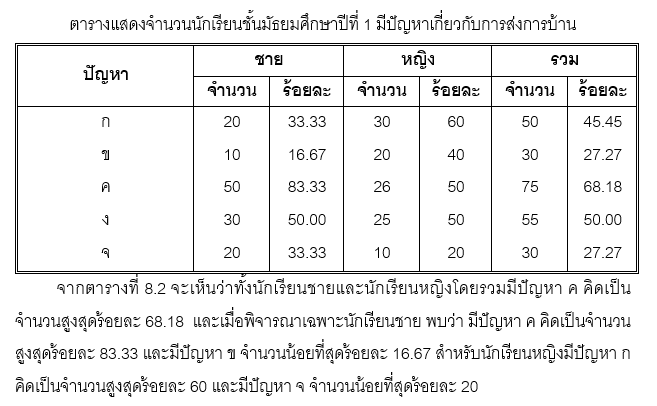 ตารางแสดงจำนวนนักเรียนชั้นมัธยมศึกษาปีที่ 1 มีปัญหาเกี่ยวกับการส่งการบ้าน
ปัญหา ชาย หญิง รวม
จำนวน ร้อยละ จำนวน ร้อยละ จำนวน ร้อยละ
ก 20 33.33 30 60 50 45.45
ข 10 16.67 20 40 30 27.27
ค 50 83.33 26 50 75 68.18
ง 30 50.00 25 50 55 50.00
จ 20 33.33 10 20 30 27.27
จากตารางที่ 8.2 จะเห็นว่าทั้งนักเรียนชายและนักเรียนหญิงโดยรวมมีปัญหา ค คิดเป็น
จำนวนสูงสุดร้อยละ 68.18 และเมื่อพิจารณาเฉพาะนักเรียนชาย พบว่า มีปัญหา ค คิดเป็นจำนวน
สูงสุดร้อยละ 83.33 และมีปัญหา ข จำนวนน้อยที่สุดร้อยละ 16.67 สำหรับนักเรียนหญิงมีปัญหา ก
คิดเป็นจำนวนสูงสุดร้อยละ 60 และมีปัญหา จ จำนวนน้อยที่สุดร้อยละ 20